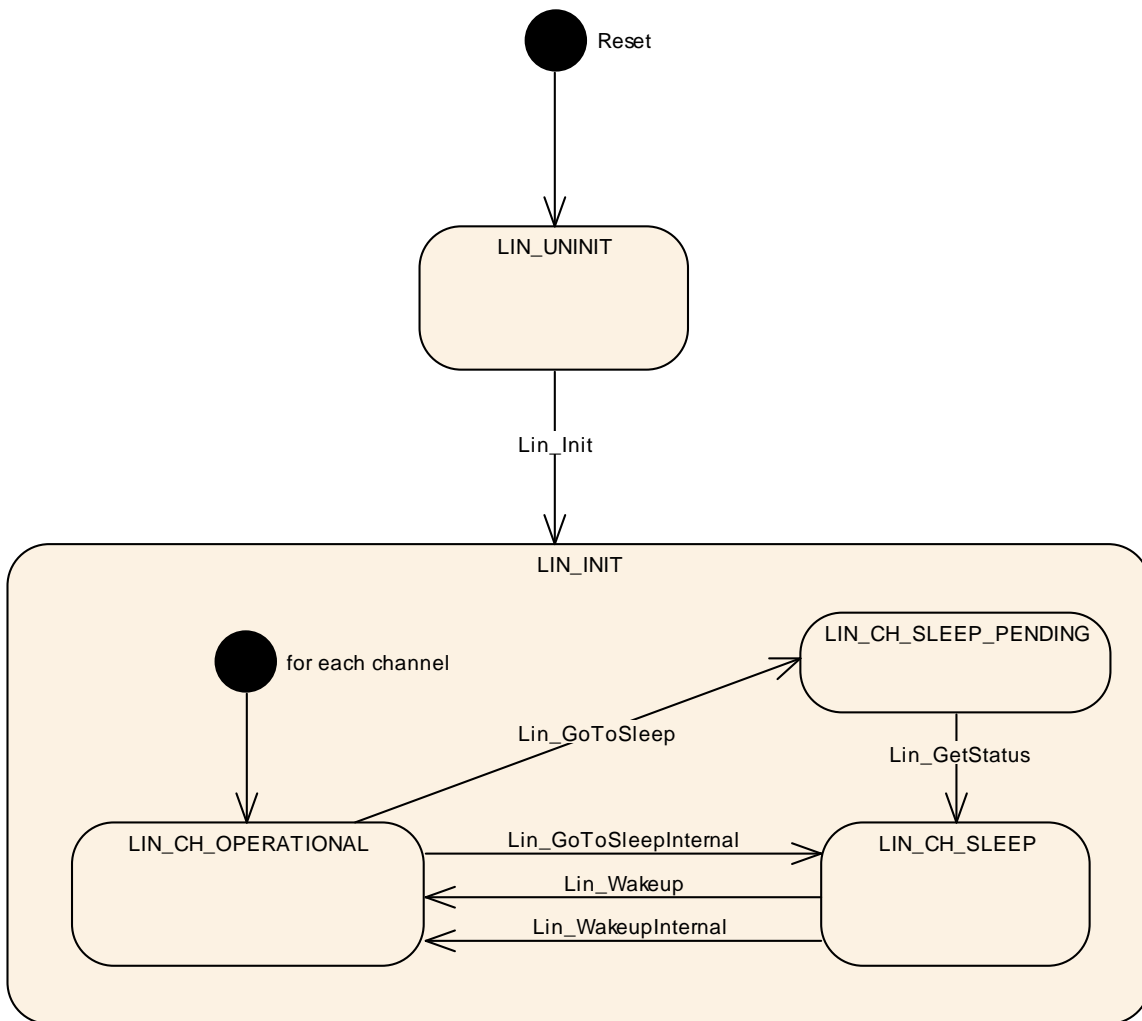 Reset
LIN_UNINIT
Lin_Init
LIN_INIT
LIN_CH_SLEEP_PENDING
for each channel
Lin_GoToSleep
Lin_GetStatus
LIN_CH_OPERATIONAL
Lin_GoToSleepInternal
LIN_CH_SLEEP
Lin_Wakeup
Lin_WakeupInternal